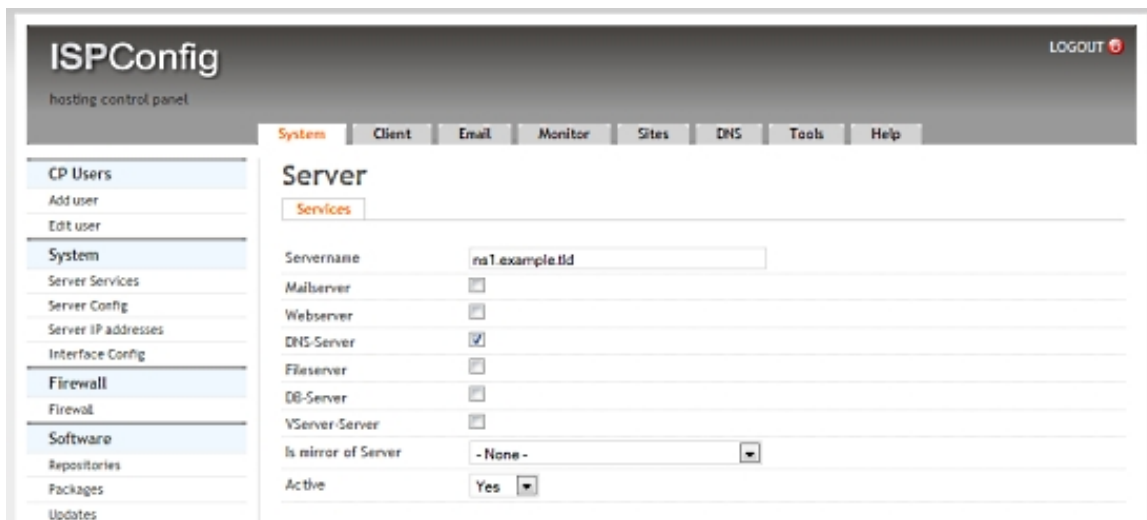 ISPConfig
LOGOUT
hosting control panel
System Client Email Monitor Sites DNS Tools Help
CP Users
Add user
Edit user
System
Server Services
Server Config
Server IP addresses
Interface Config
Firewall
Firewall
Software
Repositories
Packages
Updates
Server
Services
Servername ns1.example.tld
Mailserver
Webserver
DNS-Server
Fileserver
DB-Server
VServer-Server
Is mirror of Server - None -
Active Yes